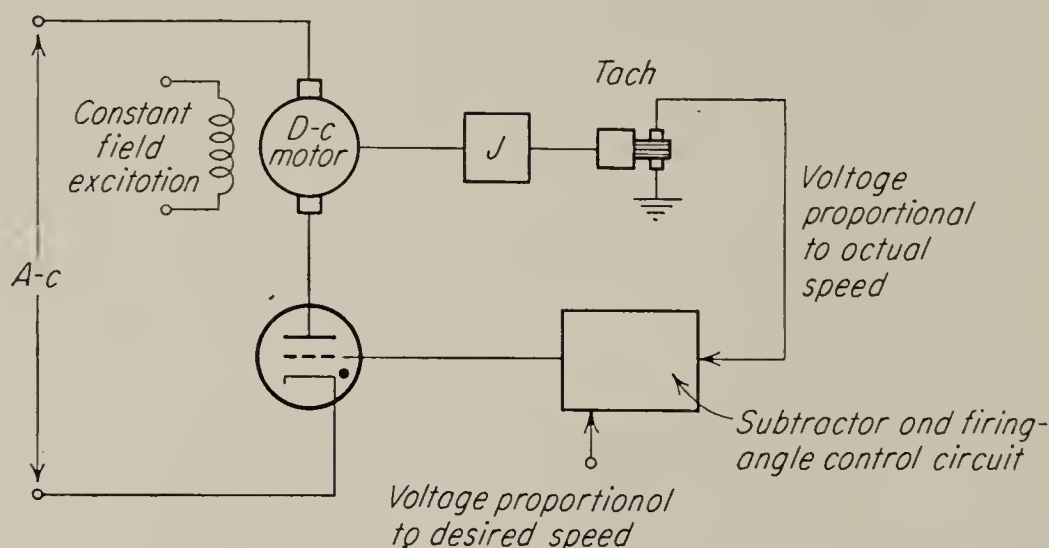 Tach
Constant
field
excitation
D-c
motor
J
Voltage
proportional
to actual
speed
A-c
Subtractor and firing-
angle control circuit
Voltage proportional
to desired speed